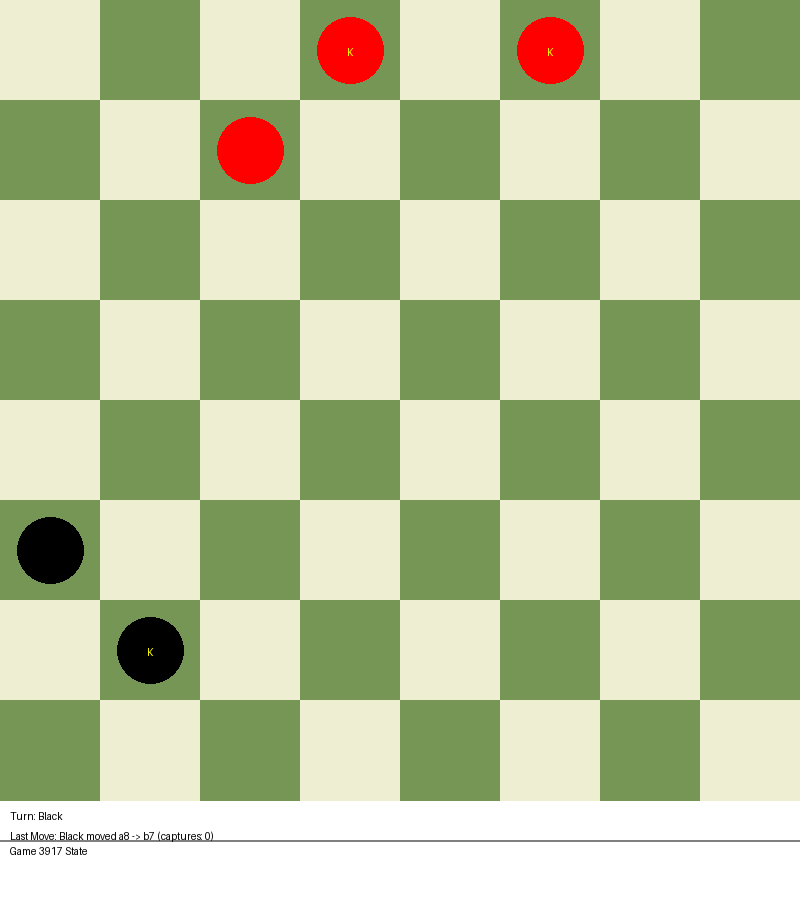 K K
K
Turn: Black
Last Move: Black moved a8 -> b7 (captures: 0)
Game 3917 State